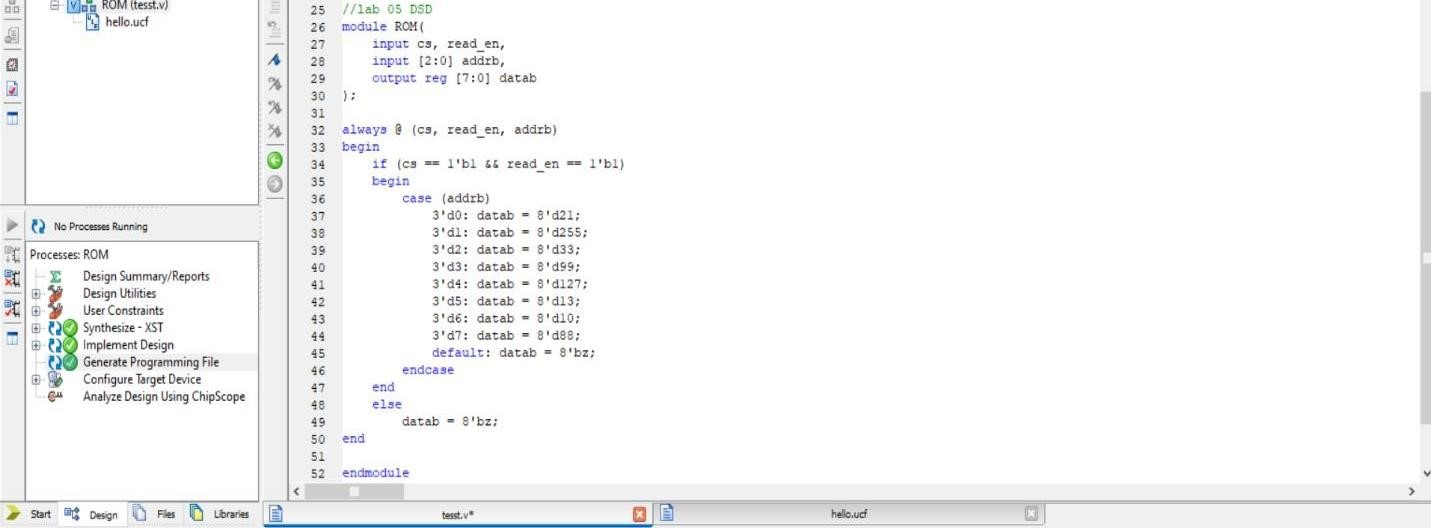 ROM (tesst.v)
hello.ucf
No Processes Running
Processes: ROM
Design Summary/Reports
Design Utilities
User Constraints
Synthesize - XST
Implement Design
Generate Programming File
Configure Target Device
Analyze Design Using ChipScope
Start
Design
Files
Libraries
25 //lab 05 DSD
26 module ROM(
27 input cs, read_en,
28 input [2:0] addrb,
29 output reg [7:0] datab
30 );
31
32 always @ (cs, read_en, addrb)
33 begin
34 if (cs == 1'b1 && read_en == 1'b1)
35 begin
36 case (addrb)
37 3'd0: datab = 8'd21;
38 3'd1: datab = 8'd255;
39 3'd2: datab = 8'd33;
40 3'd3: datab = 8'd99;
41 3'd4: datab = 8'd127;
42 3'd5: datab = 8'd13;
43 3'd6: datab = 8'd10;
44 3'd7: datab = 8'd88;
45 default: datab = 8'bz;
46 endcase
47 end
48 else
49 datab = 8'bz;
50 end
51
52 endmodule
tesst.v*
hello.ucf